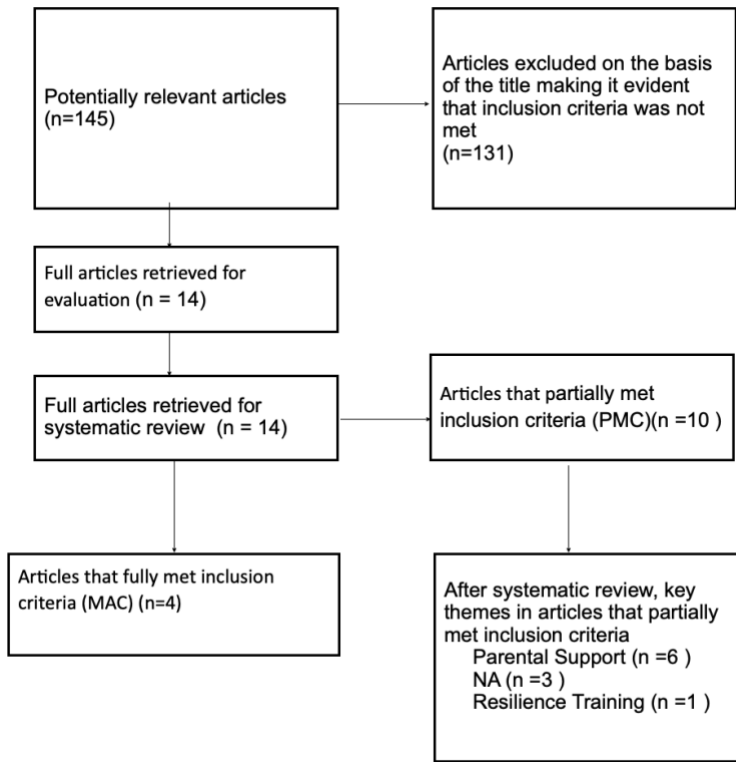 Potentially relevant articles
(n=145)
Articles excluded on the basis
of the title making it evident
that inclusion criteria was not
met
(n=131)
Full articles retrieved for
evaluation (n = 14)
Full articles retrieved for
systematic review (n = 14)
Articles that partially met
inclusion criteria (PMC)(n =10 )
Articles that fully met inclusion
criteria (MAC) (n=4)
After systematic review, key
themes in articles that partially
met inclusion criteria
Parental Support (n =6 )
NA (n =3 )
Resilience Training (n =1 )